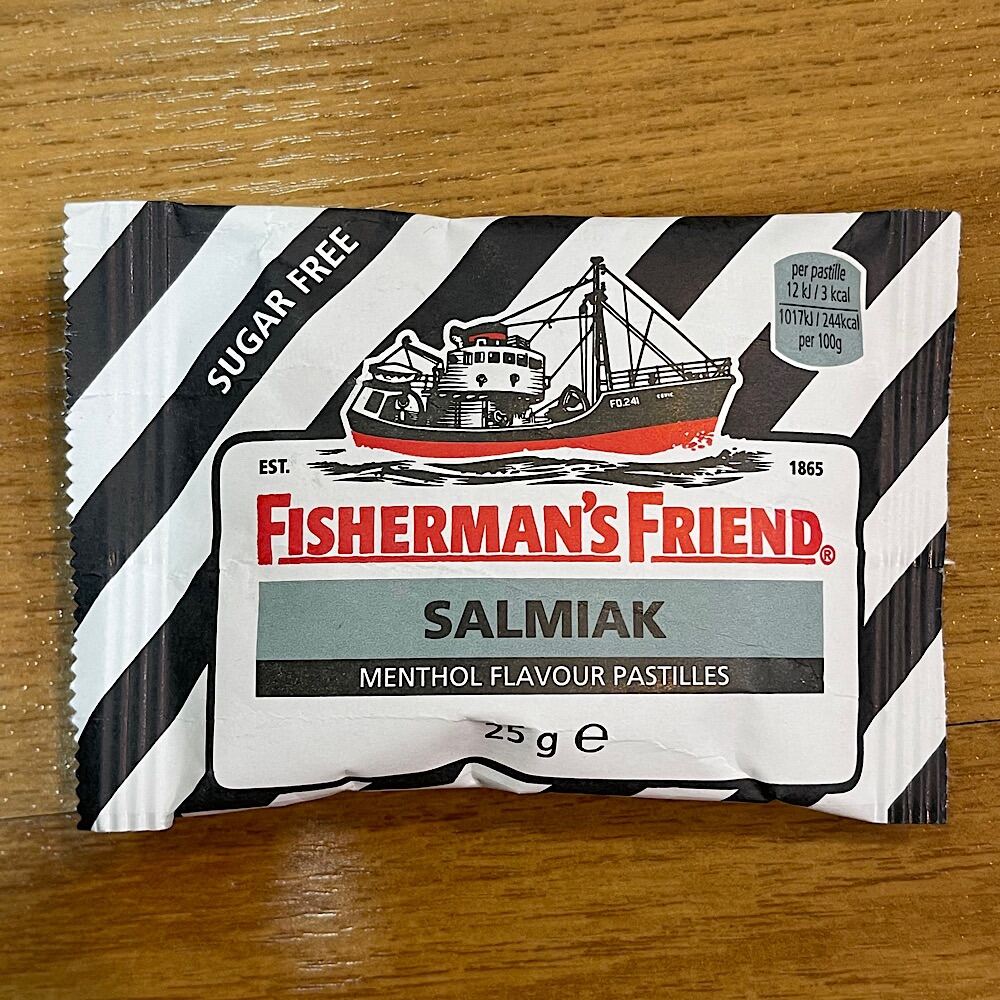 SUGAR FREE
per pastille
12 kJ / 3 kcal
1017kJ / 244kcal
per 100g
FD.241
EST.
1865
FISHERMAN'S FRIEND®
SALMIAK
MENTHOL FLAVOUR PASTILLES
25 g e